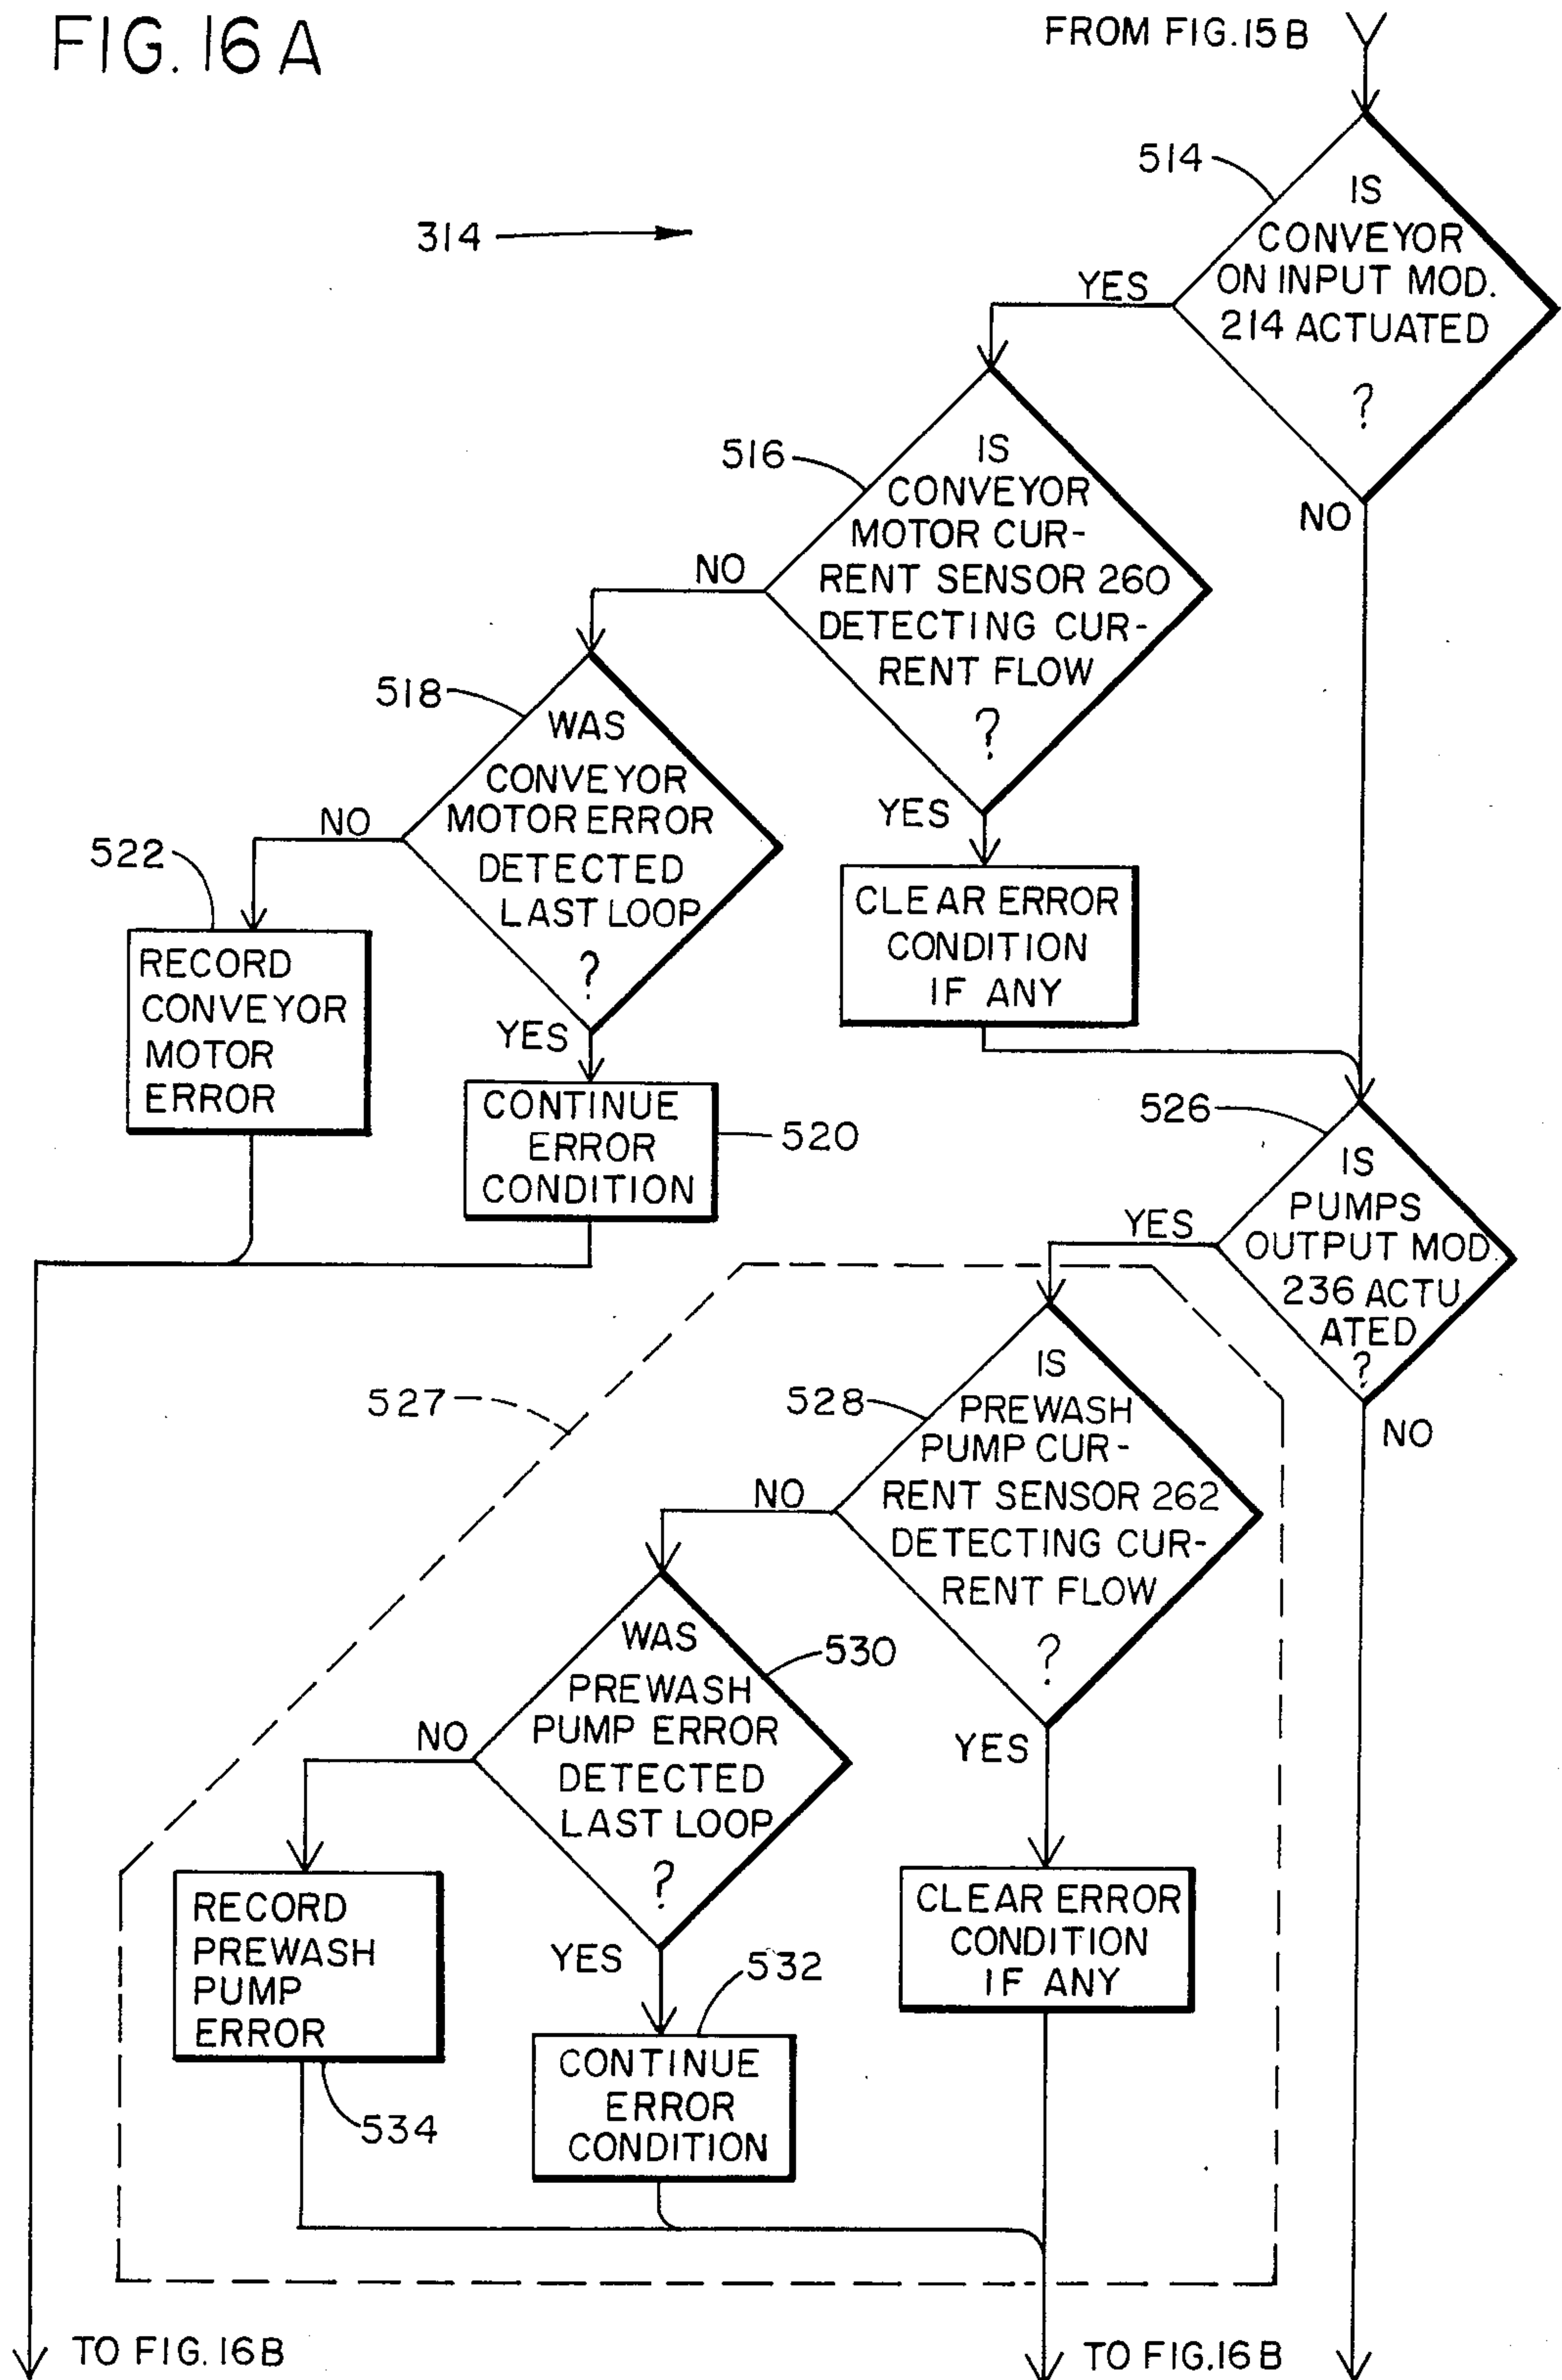 FIG. 16A
FROM FIG. 15B
514
IS
CONVEYOR
ON INPUT MOD.
214 ACTUATED
?
314
YES
NO
516
IS
CONVEYOR
MOTOR CUR-
RENT SENSOR 260
DETECTING CUR-
RENT FLOW
?
NO
YES
518
WAS
CONVEYOR
MOTOR ERROR
DETECTED
LAST LOOP
?
NO
YES
522
RECORD
CONVEYOR
MOTOR
ERROR
CLEAR ERROR
CONDITION
IF ANY
CONTINUE
ERROR
CONDITION
520
526
IS
PUMPS
OUTPUT MOD.
236 ACTU
ATED
?
YES
NO
527
528
IS
PREWASH
PUMP CUR-
RENT SENSOR 262
DETECTING CUR-
RENT FLOW
?
NO
YES
530
WAS
PREWASH
PUMP ERROR
DETECTED
LAST LOOP
?
NO
YES
RECORD
PREWASH
PUMP
ERROR
534
532
CONTINUE
ERROR
CONDITION
CLEAR ERROR
CONDITION
IF ANY
TO FIG. 16B
TO FIG. 16B